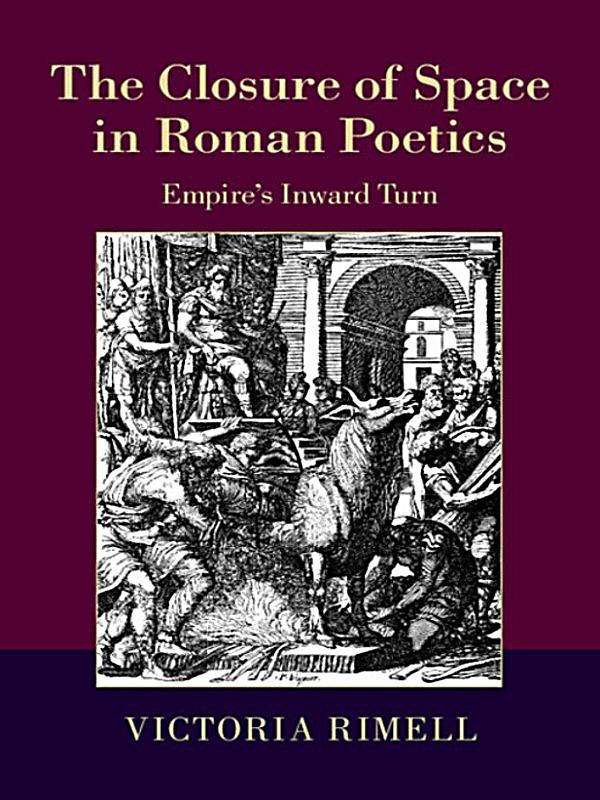 The Closure of Space
in Roman Poetics
Empire's Inward Turn
VICTORIA RIMELL